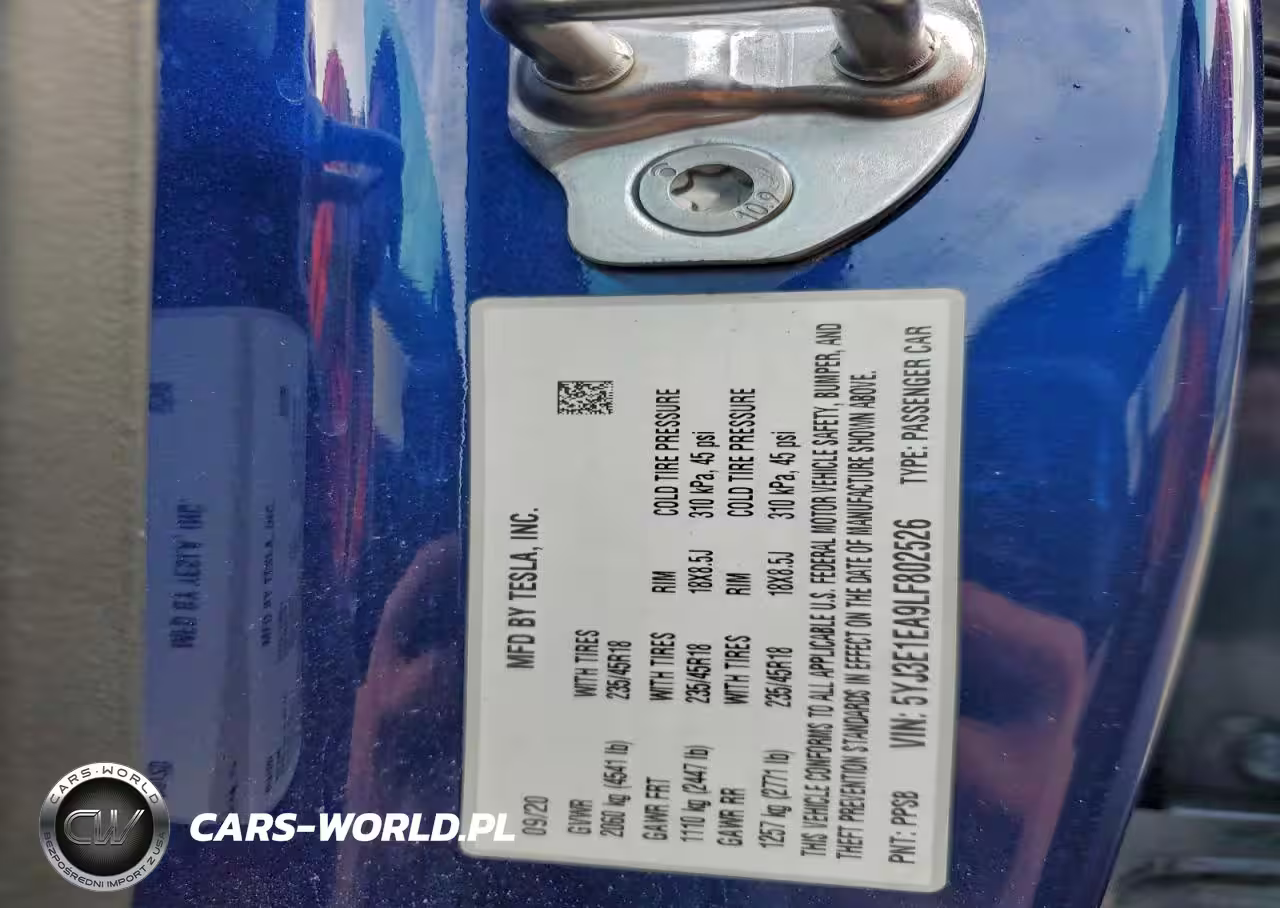 10.9
09/20 MFD BY TESLA, INC.
GVWR WITH TIRES
2060 kg (4541 lb) 235/45R18
GAWR FRT WITH TIRES RIM COLD TIRE PRESSURE
1110 kg (2447 lb) 235/45R18 18X8.5J 310 kPa, 45 psi
GAWR RR WITH TIRES RIM COLD TIRE PRESSURE
1257 kg (2771 lb) 235/45R18 18X8.5J 310 kPa, 45 psi
THIS VEHICLE CONFORMS TO ALL APPLICABLE U.S. FEDERAL MOTOR VEHICLE SAFETY, BUMPER, AND
THEFT PREVENTION STANDARDS IN EFFECT ON THE DATE OF MANUFACTURE SHOWN ABOVE.
PNT: PPSB VIN: 5YJ3E1EA9LF802526 TYPE: PASSENGER CAR
CARS-WORLD
CW
BEZPOŚREDNI IMPORT Z USA
CARS-WORLD.PL